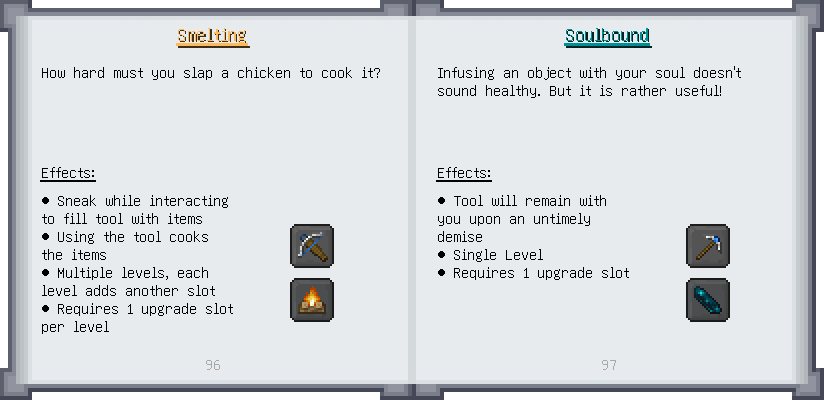 Smelting
How hard must you slap a chicken to cook it?
Effects:
● Sneak while interacting
to fill tool with items
● Using the tool cooks
the items
● Multiple levels, each
level adds another slot
● Requires 1 upgrade slot
per level
96
Soulbound
Infusing an object with your soul doesn't
sound healthy. But it is rather useful!
Effects:
● Tool will remain with
you upon an untimely
demise
● Single Level
● Requires 1 upgrade slot
97